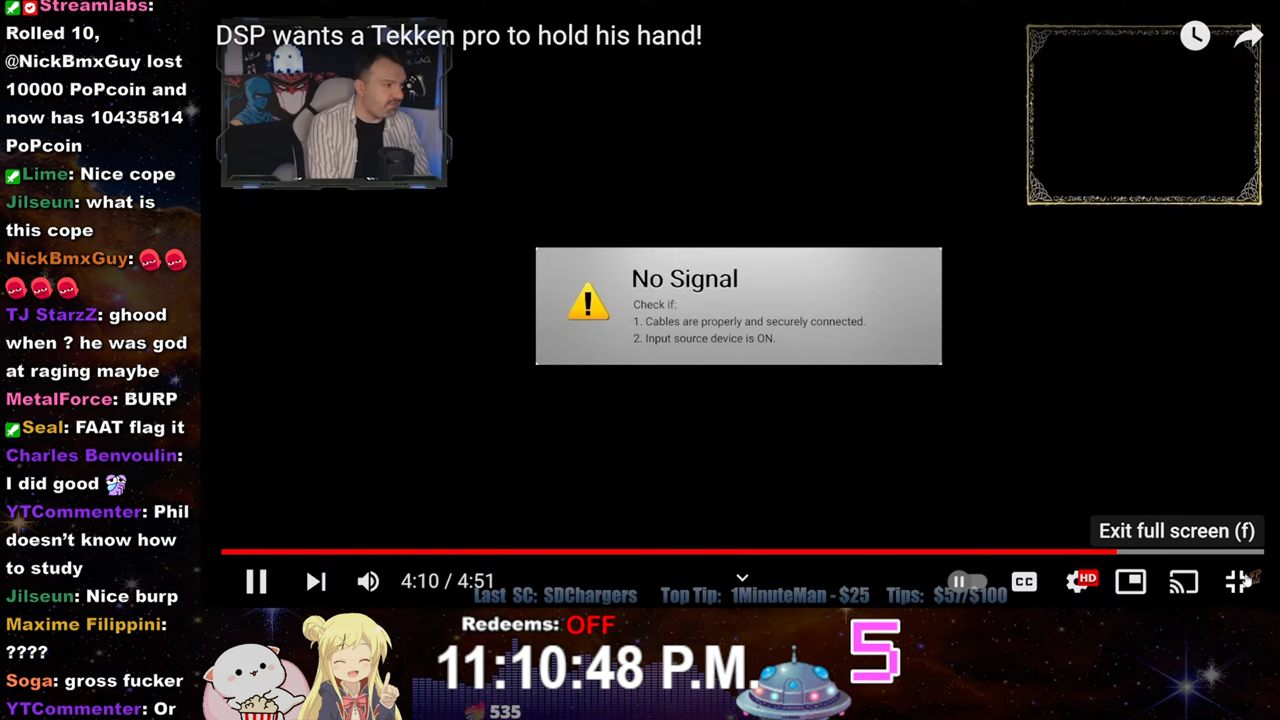 Streamlabs:
Rolled 10,
@NickBmxGuy lost
10000 PoPcoin and
now has 10435814
PoPcoin
Lime: Nice cope
Jilseun: what is
this cope
NickBmxGuy:
TJ StarzZ: ghood
when ? he was god
at raging maybe
MetalForce: BURP
Seal: FAAT flag it
Charles Benvoulin:
I did good
YTCommenter: Phil
doesn’t know how
to study
Jilseun: Nice burp
Maxime Filippini:
????
Soga: gross fucker
YTCommenter: Or
DSP wants a Tekken pro to hold his hand!
No Signal
Check if:
1. Cables are properly and securely connected.
2. Input source device is ON.
Exit full screen (f)
4:10 / 4:51
CC
HD
Last SC: SDChargers Top Tip: 1MinuteMan - $25 Tips: $577/$100
Redeems: OFF
11:10:48 P.M.
5
535